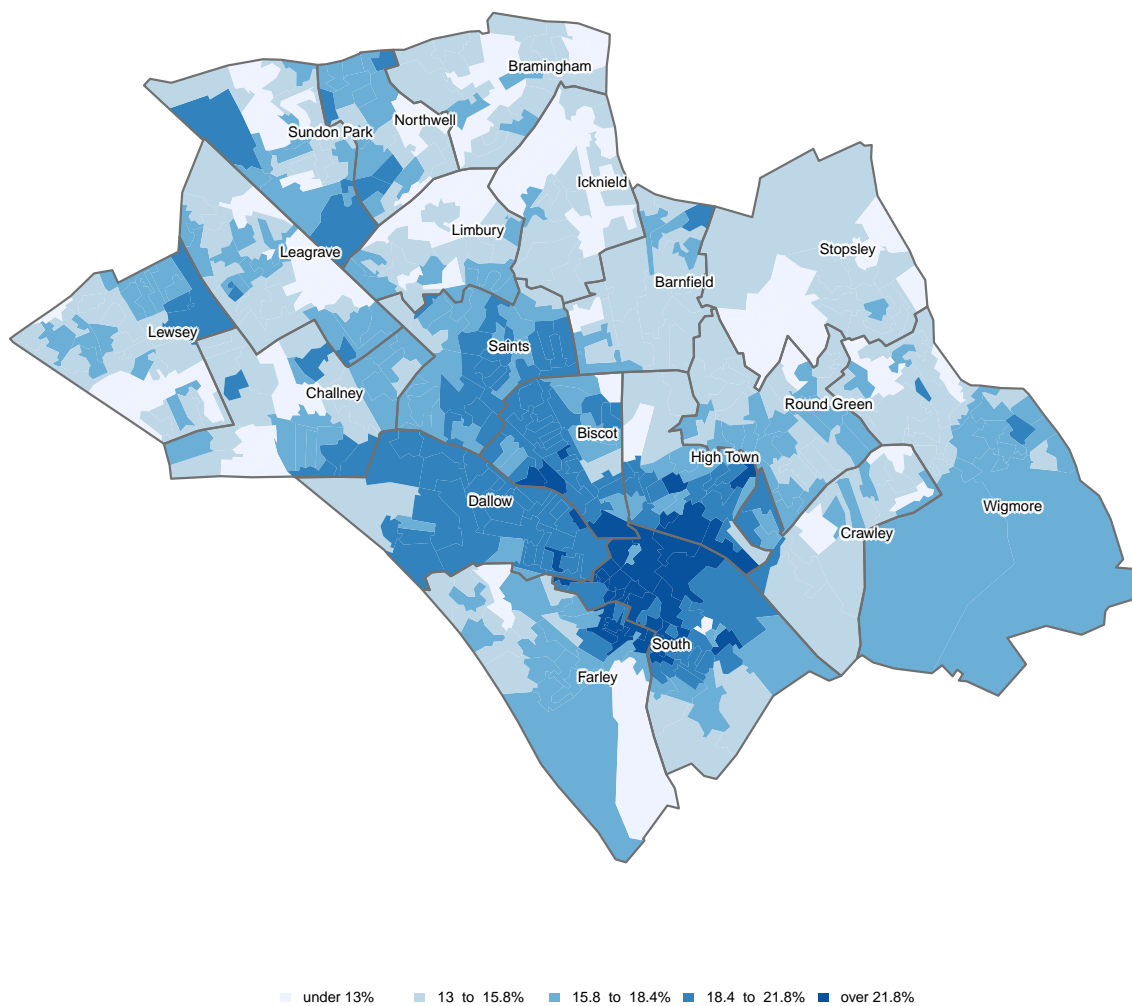 Bramingham
Northwell
Sundon Park
Icknield
Limbury
Stopsley
Leagrave
Barnfield
Lewsey
Saints
Challney
Round Green
Biscot
High Town
Dallow
Wigmore
Crawley
South
Farley
under 13%
13 to 15.8%
15.8 to 18.4%
18.4 to 21.8%
over 21.8%